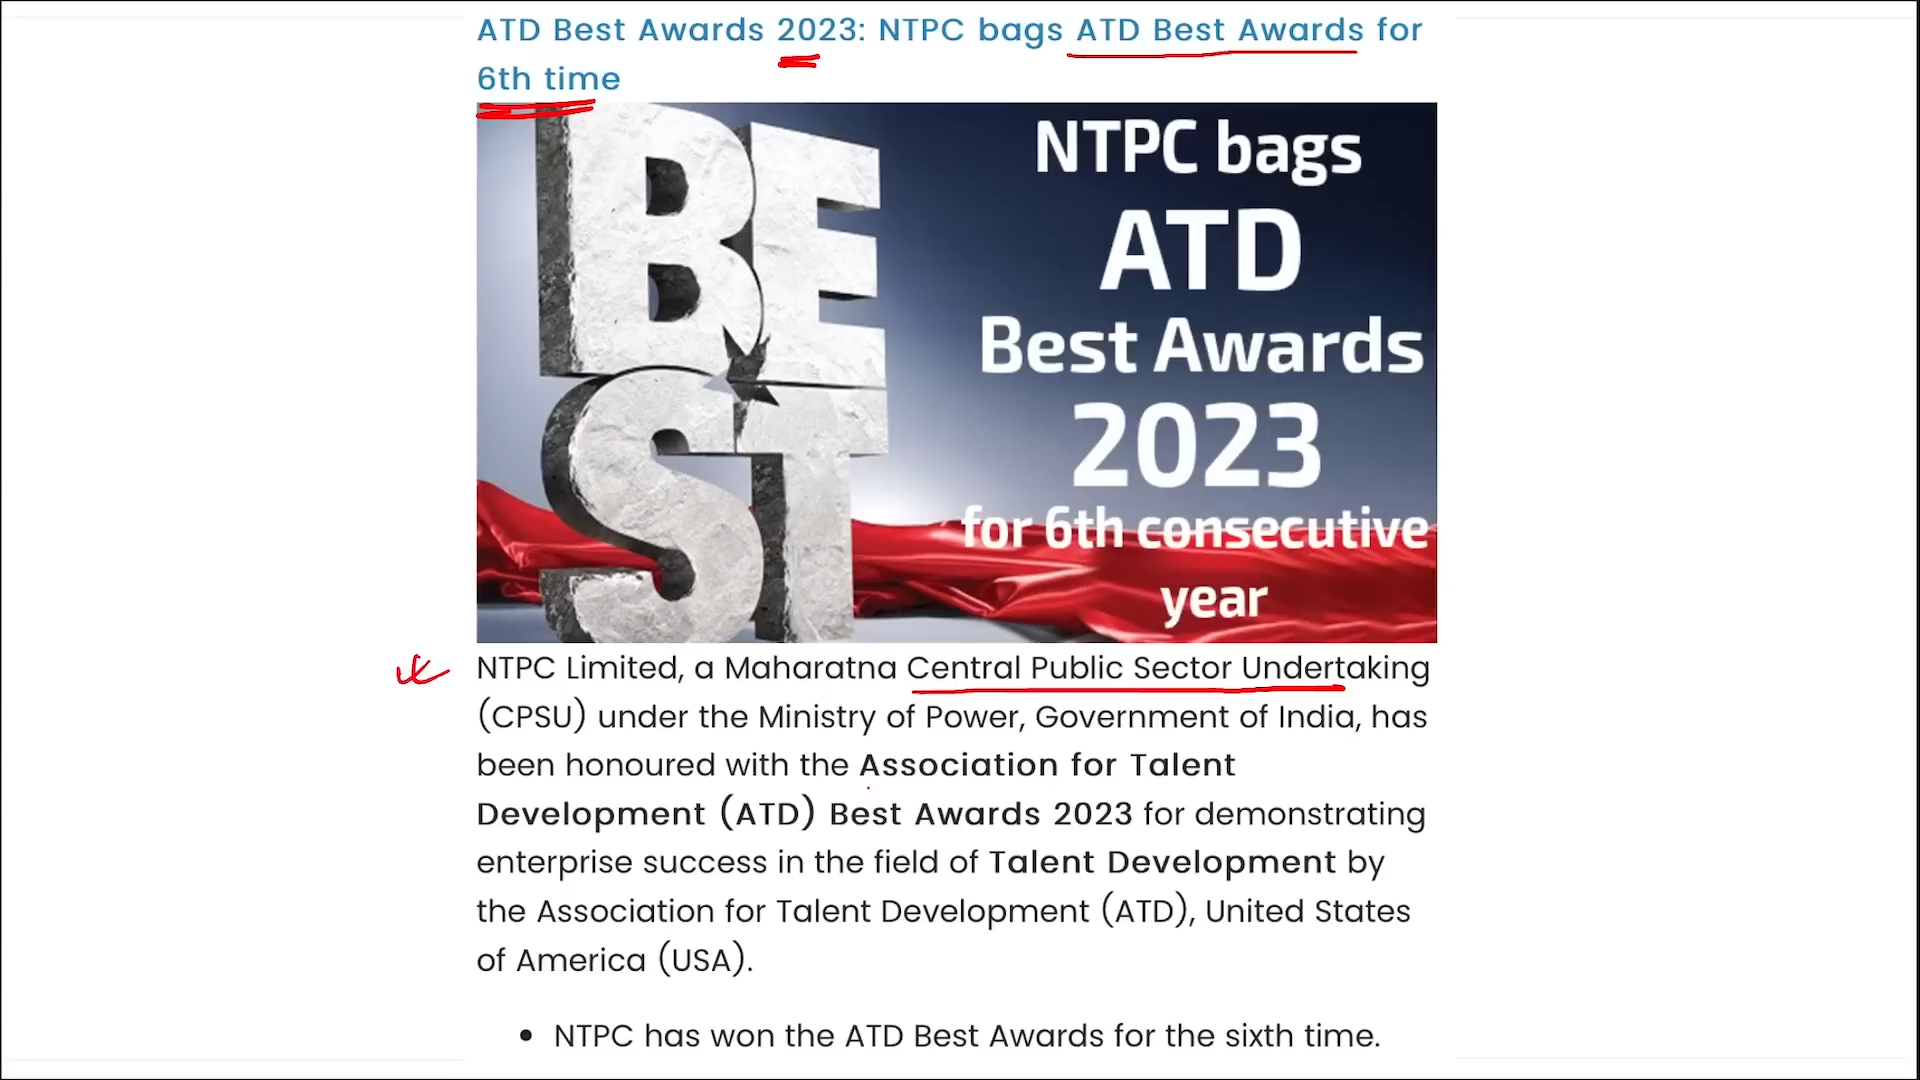 ATD Best Awards 2023: NTPC bags ATD Best Awards for
6th time
BE
ST
NTPC bags
ATD
Best Awards
2023
for 6th consecutive
year
NTPC Limited, a Maharatna Central Public Sector Undertaking
(CPSU) under the Ministry of Power, Government of India, has
been honoured with the Association for Talent
Development (ATD) Best Awards 2023 for demonstrating
enterprise success in the field of Talent Development by
the Association for Talent Development (ATD), United States
of America (USA).
• NTPC has won the ATD Best Awards for the sixth time.